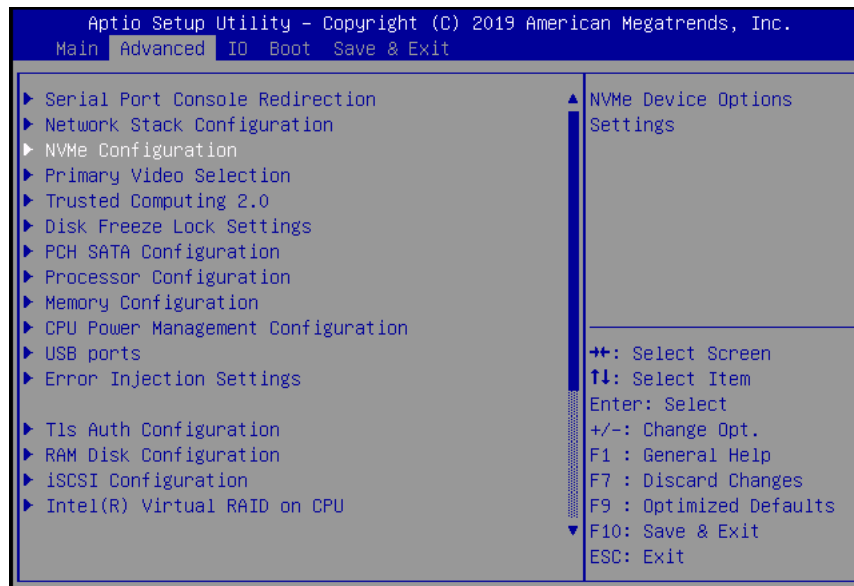 Aptio Setup Utility – Copyright (C) 2019 American Megatrends, Inc.
Main Advanced IO Boot Save & Exit
Serial Port Console Redirection
Network Stack Configuration
NVMe Configuration
Primary Video Selection
Trusted Computing 2.0
Disk Freeze Lock Settings
PCH SATA Configuration
Processor Configuration
Memory Configuration
CPU Power Management Configuration
USB ports
Error Injection Settings
Tls Auth Configuration
RAM Disk Configuration
iSCSI Configuration
Intel(R) Virtual RAID on CPU
NVMe Device Options
Settings
→←: Select Screen
↑↓: Select Item
Enter: Select
+/-: Change Opt.
F1 : General Help
F7 : Discard Changes
F9 : Optimized Defaults
F10: Save & Exit
ESC: Exit